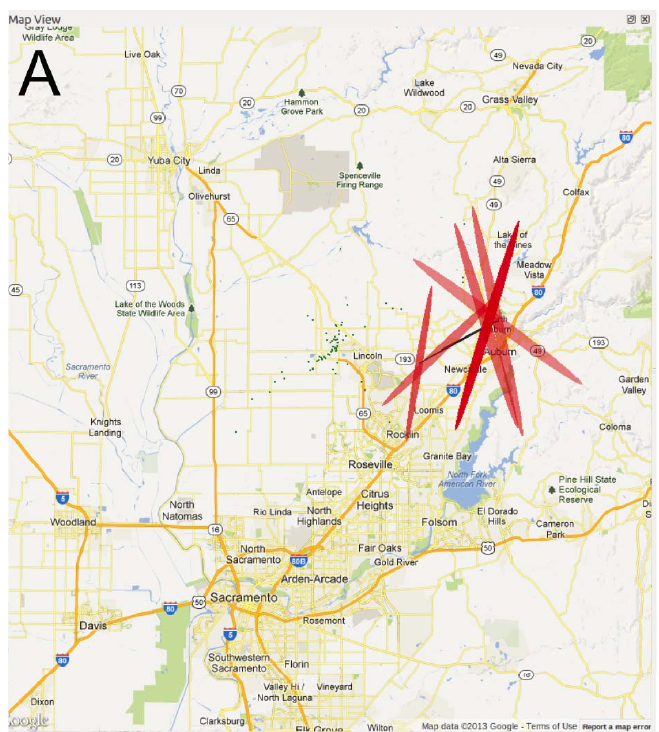 Map View
A
Gray Lodge
Wildlife Area
Live Oak
20
49
Nevada City
70
Lake
Wildwood
Hammon
Grove Park
20
20
20
Grass Valley
99
80
20
Yuba City
Linda
Alta Sierra
Spenceville
Firing Range
49
Olivehurst
Colfax
49
65
Lake of
the Pines
Meadow
Vista
113
80
45
Lake of the Woods
State Wildlife Area
Auburn
193
Lincoln
193
49
Sacramento
River
Newcastle
Garden
Valley
99
80
Loomis
65
Knights
Landing
Rocklin
Coloma
Granite Bay
Roseville
North Fork
American River
Pine Hill State
Ecological
Reserve
5
Antelope
Citrus
Heights
North
Natomas
Rio Linda
North
Highlands
El Dorado
Hills
Woodland
Folsom
Cameron
Park
16
North
Sacramento
Fair Oaks
50
80B
Gold River
Arden-Arcade
50
Sacramento
80
Rosemont
Davis
5
80
Southwestern
Sacramento
Florin
Valley Hi /
North Laguna
Vineyard
Dixon
Google
Clarksburg
Elk Grove
Wilton
Map data ©2013 Google - Terms of Use
Report a map error